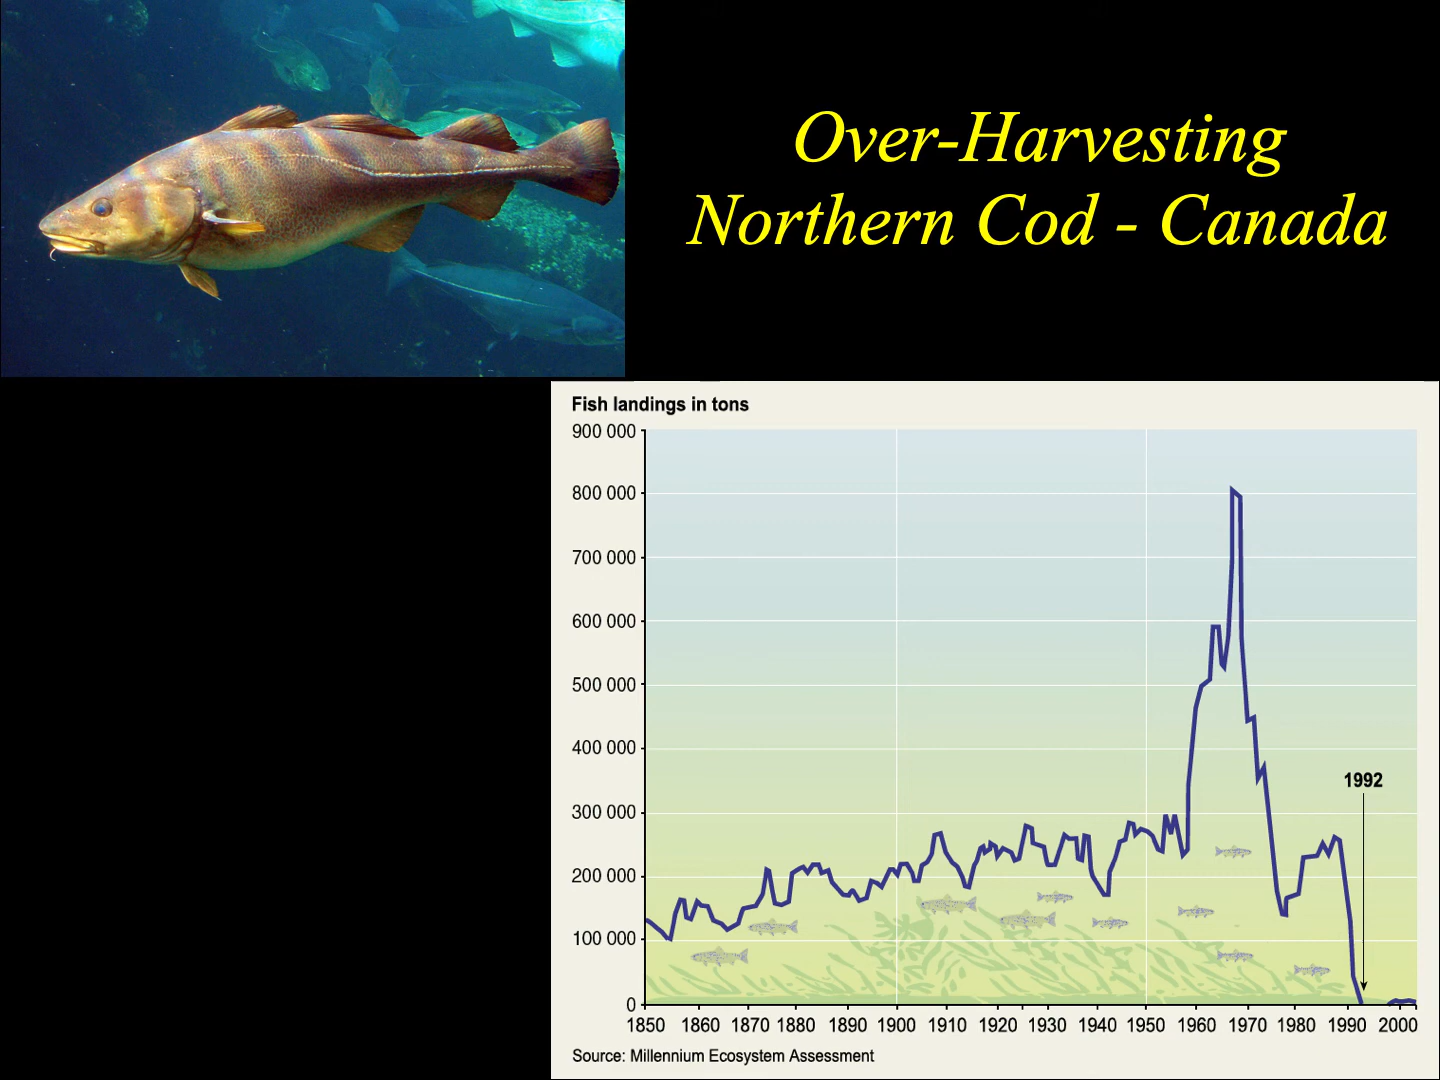 Over-Harvesting
Northern Cod - Canada
Fish landings in tons
900 000
800 000
700 000
600 000
500 000
400 000
300 000
200 000
100 000
0
1992
1850 1860 1870 1880 1890 1900 1910 1920 1930 1940 1950 1960 1970 1980 1990 2000
Source: Millennium Ecosystem Assessment